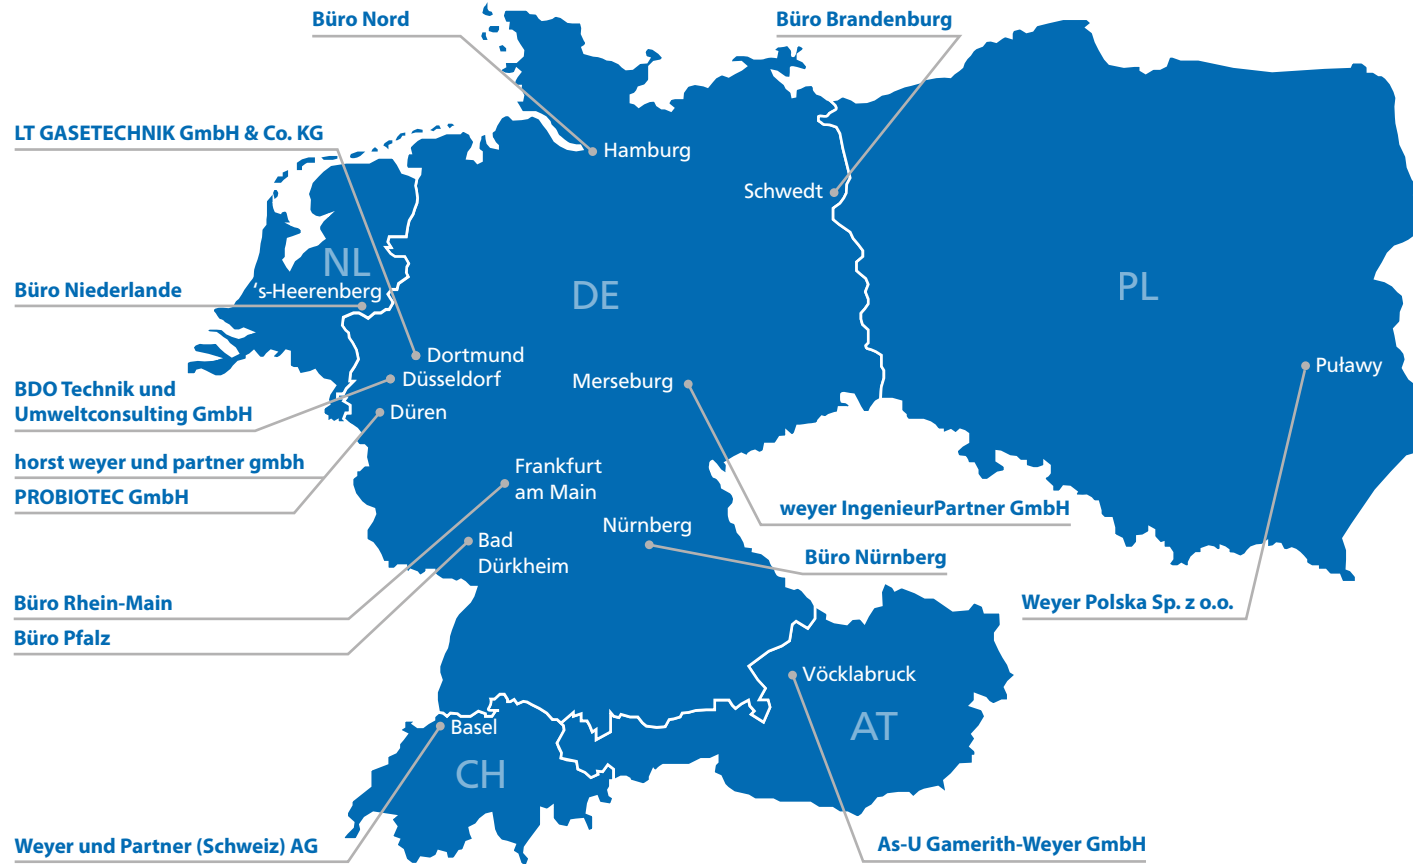 Büro Nord
Büro Brandenburg
LT GASETECHNIK GmbH & Co. KG
Hamburg
Schwedt
NL
's-Heerenberg
Büro Niederlande
DE
PL
Dortmund
Düsseldorf
Merseburg
Puławy
BDO Technik und
Umweltconsulting GmbH
Düren
horst weyer und partner gmbh
PROBIOTEC GmbH
Frankfurt
am Main
weyer IngenieurPartner GmbH
Nürnberg
Bad
Dürkheim
Büro Nürnberg
Büro Rhein-Main
Weyer Polska Sp. z o.o.
Büro Pfalz
Vöcklabruck
AT
Basel
CH
Weyer und Partner (Schweiz) AG
As-U Gamerith-Weyer GmbH